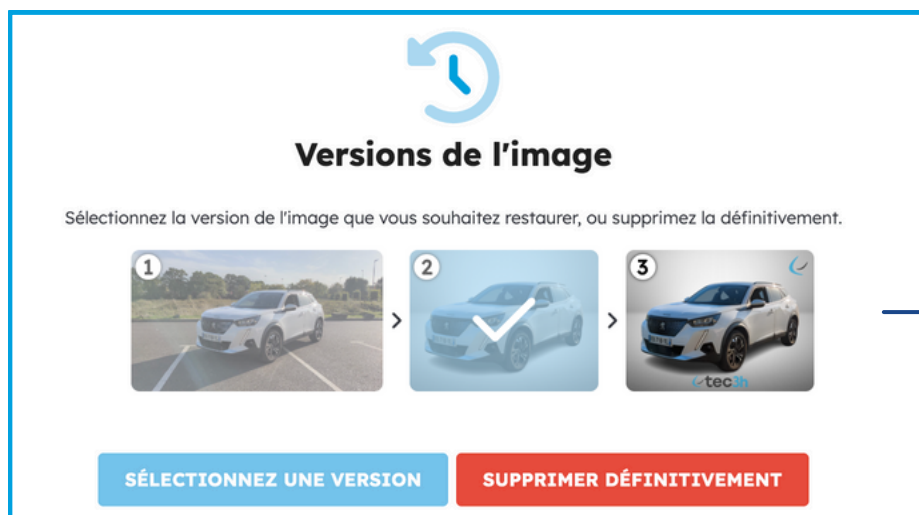 Versions de l'image
Sélectionnez la version de l'image que vous souhaitez restaurer, ou supprimez la définitivement.
1
2
3
tec3h
SÉLECTIONNEZ UNE VERSION
SUPPRIMER DÉFINITIVEMENT